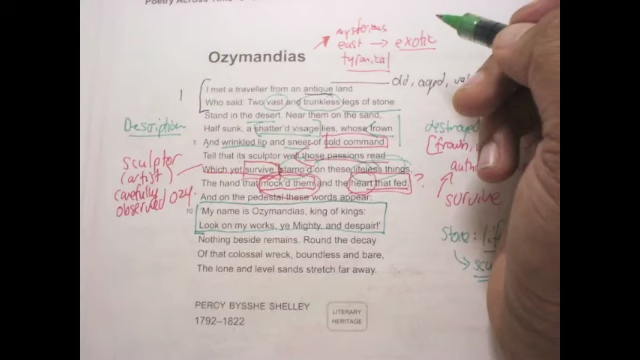 Poetry Across Time
mysterious
east → exotic
tyranical
Ozymandias
old, aged,
1
I met a traveller from an antique land
Who said: Two vast and trunkless legs of stone
Stand in the desert. Near them on the sand,
Description
Half sunk, a shatter'd visage lies, whose frown
And wrinkled lip and sneer of cold command
Tell that its sculptor well those passions read
Which yet survive, stamp'd on these lifeless things,
The hand that mock'd them and the heart that fed. ?
And on the pedestal these words appear:
10
'My name is Ozymandias, king of kings:
Look on my works, ye Mighty, and despair!'
Nothing beside remains. Round the decay
Of that colossal wreck, boundless and bare,
The lone and level sands stretch far away.
sculptor
(artist)
carefully
observed Ozy.
[frown,
survive
PERCY BYSSHE SHELLEY
1792–1822
LITERARY
HERITAGE